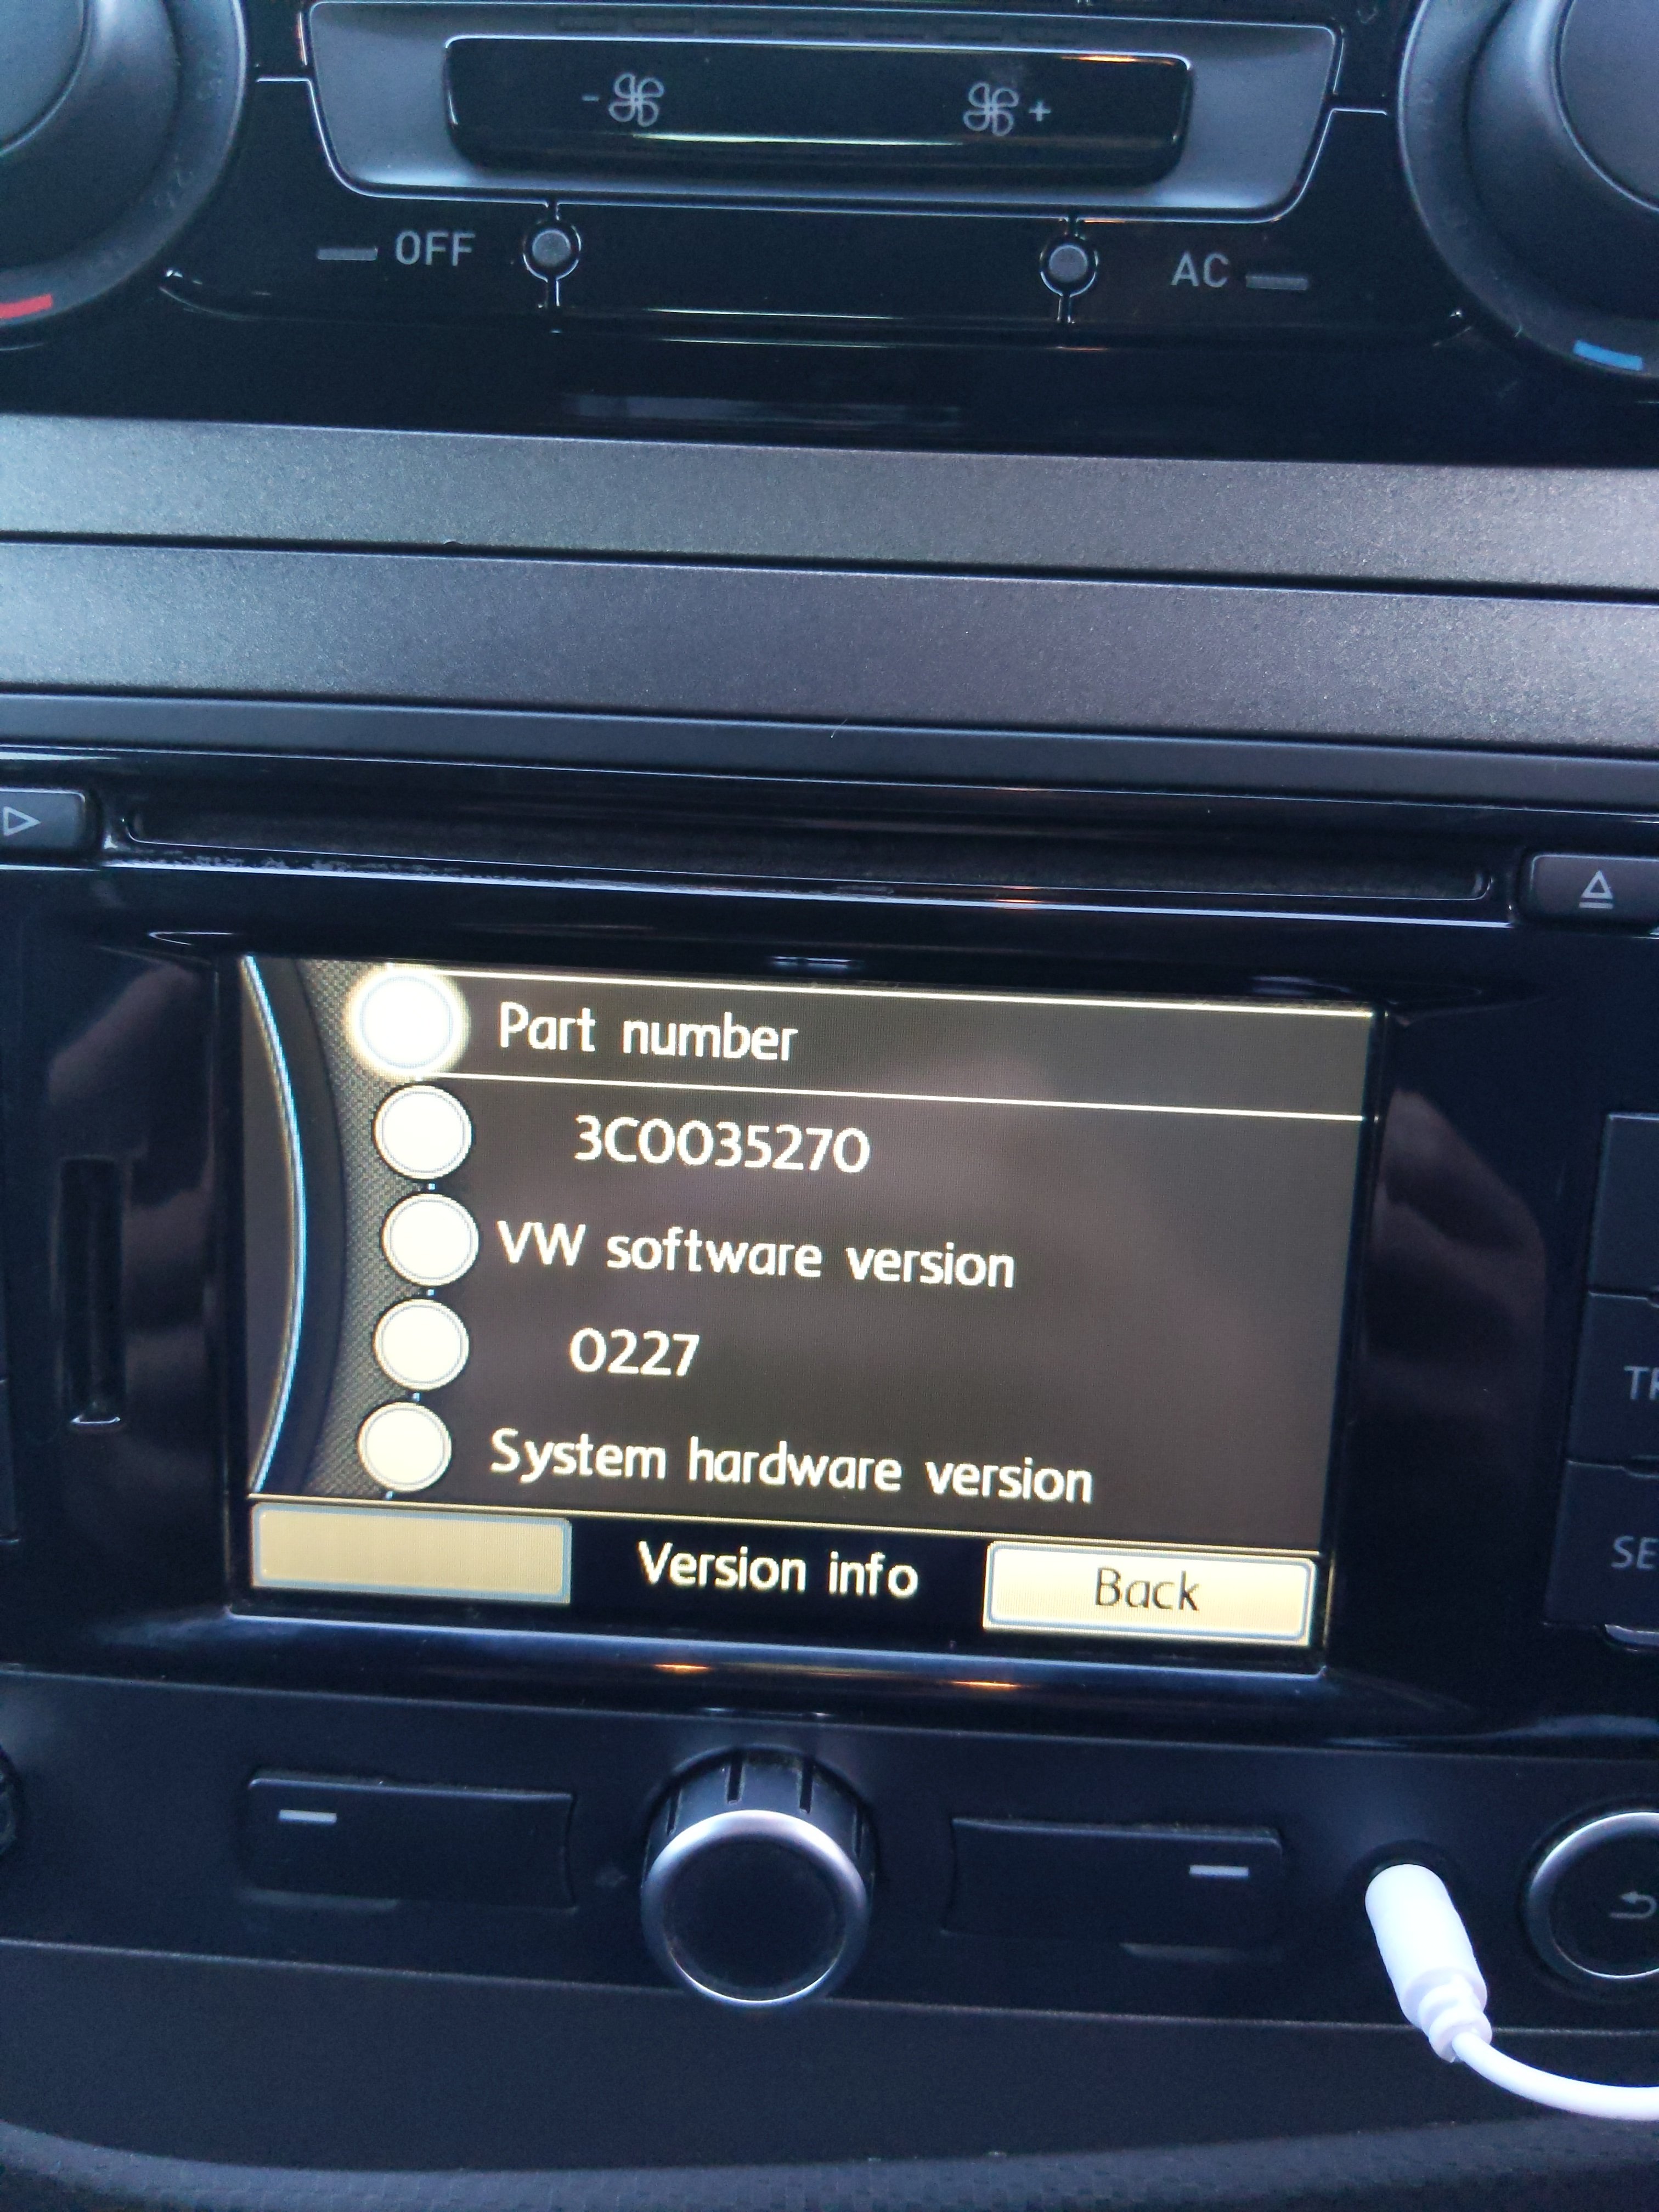 - +
OFF
AC
Part number
3C0035270
VW software version
0227
System hardware version
Version info
Back